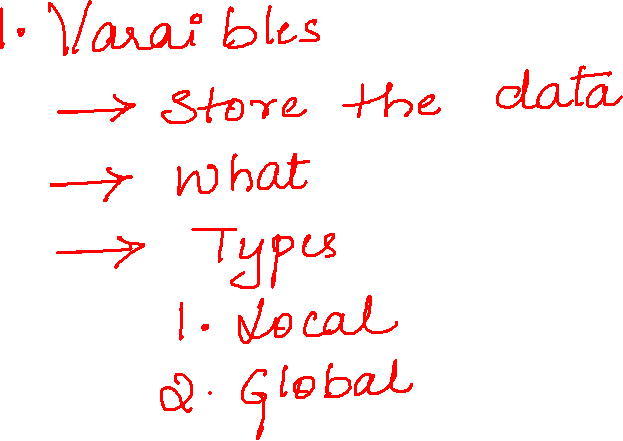 1. Varaibles
→ Store the data
→ What
→ Types
1. Local
2. Global